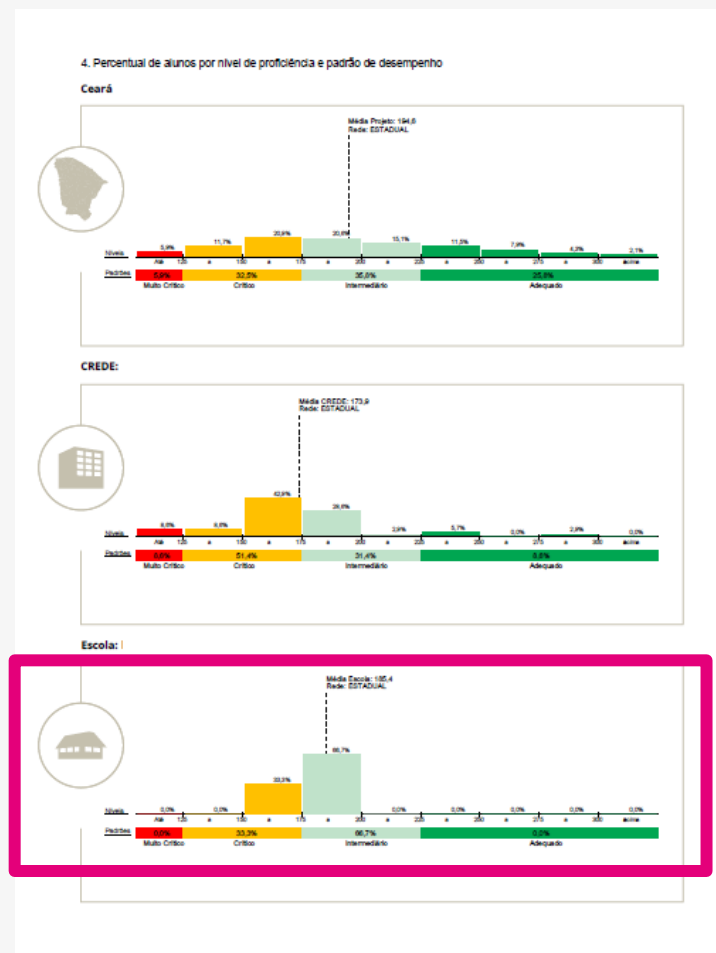 4. Percentual de alunos por nível de proficiência e padrão de desempenho
Ceará
Média Projeto: 194,6
Rede: ESTADUAL
5,9% 11,7% 20,8% 20,6% 15,1% 11,5% 7,9% 4,3% 2,1%
Níveis
Até 125 a 150 a 175 a 200 a 225 a 250 a 275 a 300 acima
Padrões 5,9% 32,5% 35,8% 25,8%
Muito Crítico Crítico Intermediário Adequado
CREDE:
Média CREDE: 173,9
Rede: ESTADUAL
8,6% 8,6% 42,9% 28,6% 2,9% 5,7% 0,0% 2,9% 0,0%
Níveis
Até 125 a 150 a 175 a 200 a 225 a 250 a 275 a 300 acima
Padrões 51,4% 31,4%
Muito Crítico Crítico Intermediário Adequado
Escola:
Média Escola: 185,4
Rede: ESTADUAL
0,0% 0,0% 33,3% 66,7% 0,0% 0,0% 0,0% 0,0% 0,0%
Níveis
Até 125 a 150 a 175 a 200 a 225 a 250 a 275 a 300 acima
Padrões 0,0% 33,3% 66,7% 0,0%
Muito Crítico Crítico Intermediário Adequado